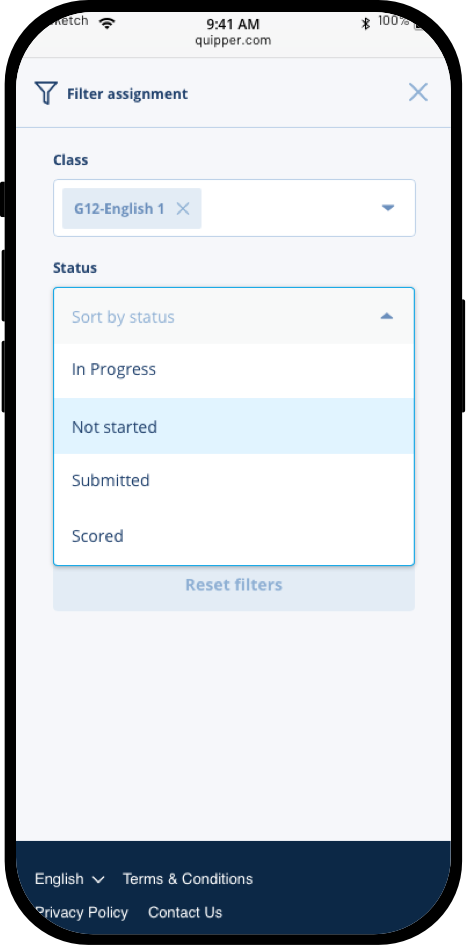 9:41 AM
100%
quipper.com
Filter assignment
Class
G12-English 1
Status
Sort by status
In Progress
Not started
Submitted
Scored
Reset filters
English Terms & Conditions
Privacy Policy Contact Us